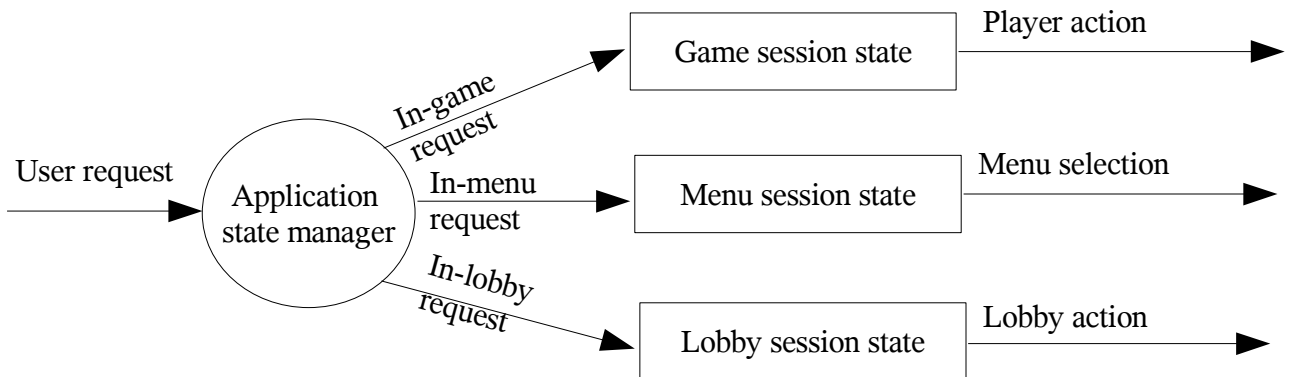 User request
Application
state manager
In-game
request
Game session state
Player action
In-menu
request
Menu session state
Menu selection
In-lobby
request
Lobby session state
Lobby action